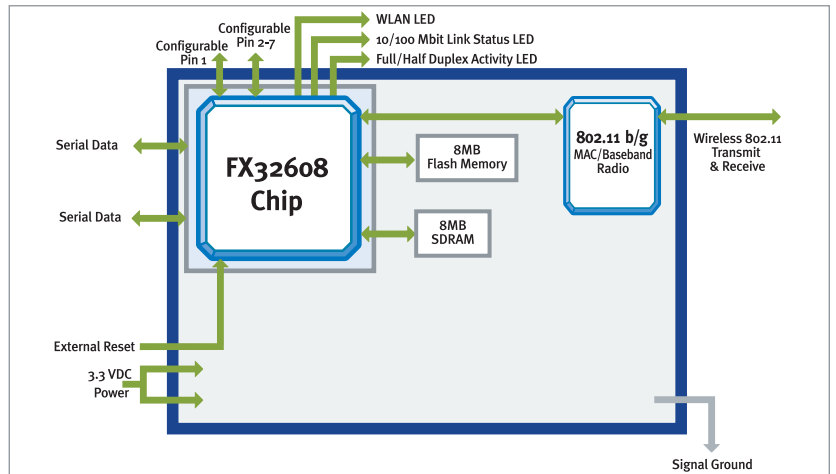 WLAN LED
10/100 Mbit Link Status LED
Full/Half Duplex Activity LED
Configurable
Pin 2-7
Configurable
Pin 1
Serial Data
Serial Data
FX32608
Chip
8MB
Flash Memory
8MB
SDRAM
802.11 b/g
MAC/Baseband
Radio
Wireless 802.11
Transmit
& Receive
External Reset
3.3 VDC
Power
Signal Ground